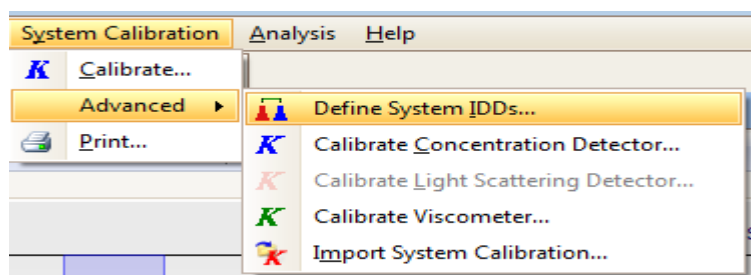 System Calibration Analysis Help
Calibrate...
Advanced
Print...
Define System IDDs...
Calibrate Concentration Detector...
Calibrate Light Scattering Detector...
Calibrate Viscometer...
Import System Calibration...